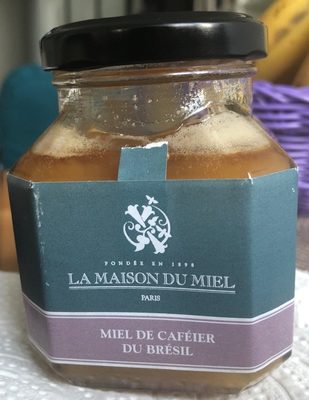 FONDÉE EN 1898
LA MAISON DU MIEL
PARIS
MIEL DE CAFÉIER
DU BRÉSIL